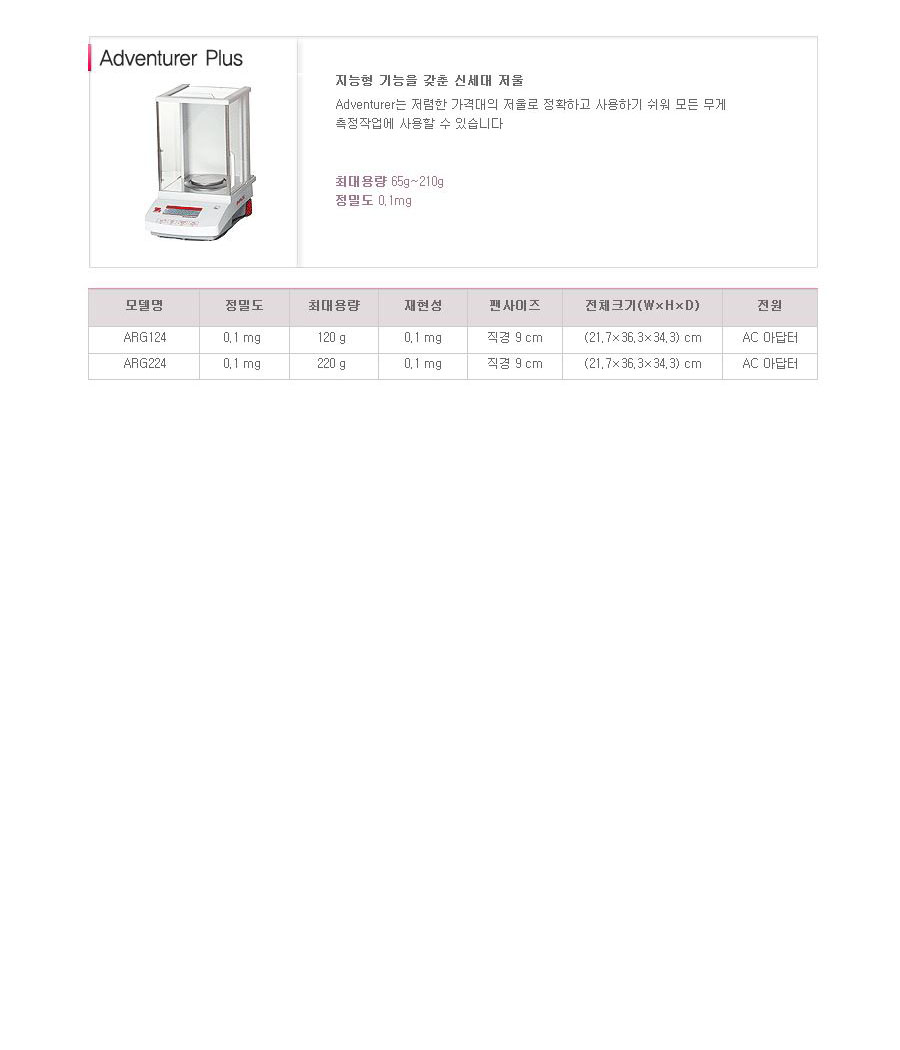 Adventurer Plus
지능형 기능을 갖춘 신세대 저울
Adventurer는 저렴한 가격대의 저울로 정확하고 사용하기 쉬워 모든 무게
측정작업에 사용할 수 있습니다
최대용량 65g~210g
정밀도 0.1mg
모델명 정밀도 최대용량 재현성 팬사이즈 전체크기(W×H×D) 전원
ARG124 0.1 mg 120 g 0.1 mg 직경 9 cm (21.7×36.3×34.3) cm AC 아답터
ARG224 0.1 mg 220 g 0.1 mg 직경 9 cm (21.7×36.3×34.3) cm AC 아답터